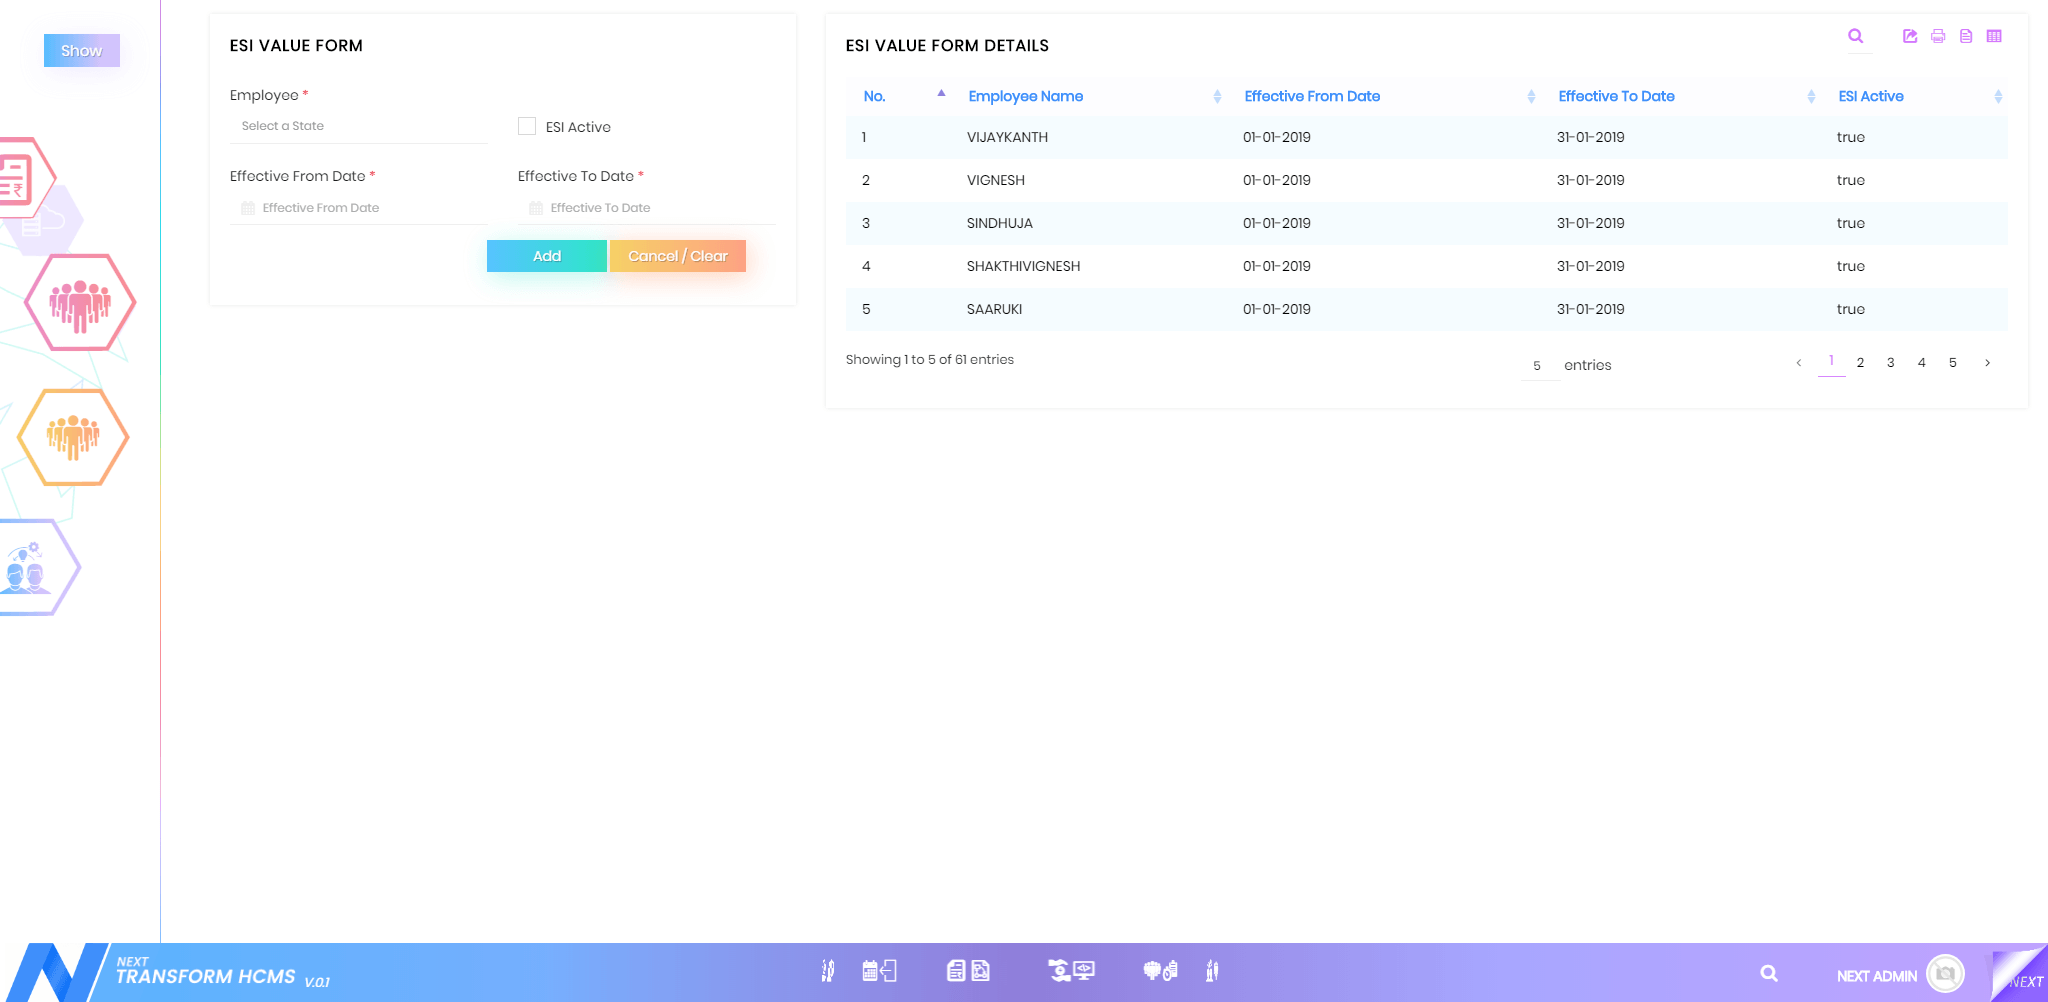 Show
ESI VALUE FORM
Employee *
Select a State
ESI Active
Effective From Date *
Effective To Date *
Effective From Date
Effective To Date
Add
Cancel / Clear
ESI VALUE FORM DETAILS
No. Employee Name Effective From Date Effective To Date ESI Active
1 VIJAYKANTH 01-01-2019 31-01-2019 true
2 VIGNESH 01-01-2019 31-01-2019 true
3 SINDHUJA 01-01-2019 31-01-2019 true
4 SHAKTHIVIGNESH 01-01-2019 31-01-2019 true
5 SAARUKI 01-01-2019 31-01-2019 true
Showing 1 to 5 of 61 entries
5 entries
‹ 1 2 3 4 5 ›
NEXT
TRANSFORM HCMS V.0.1
NEXT ADMIN
NEXT